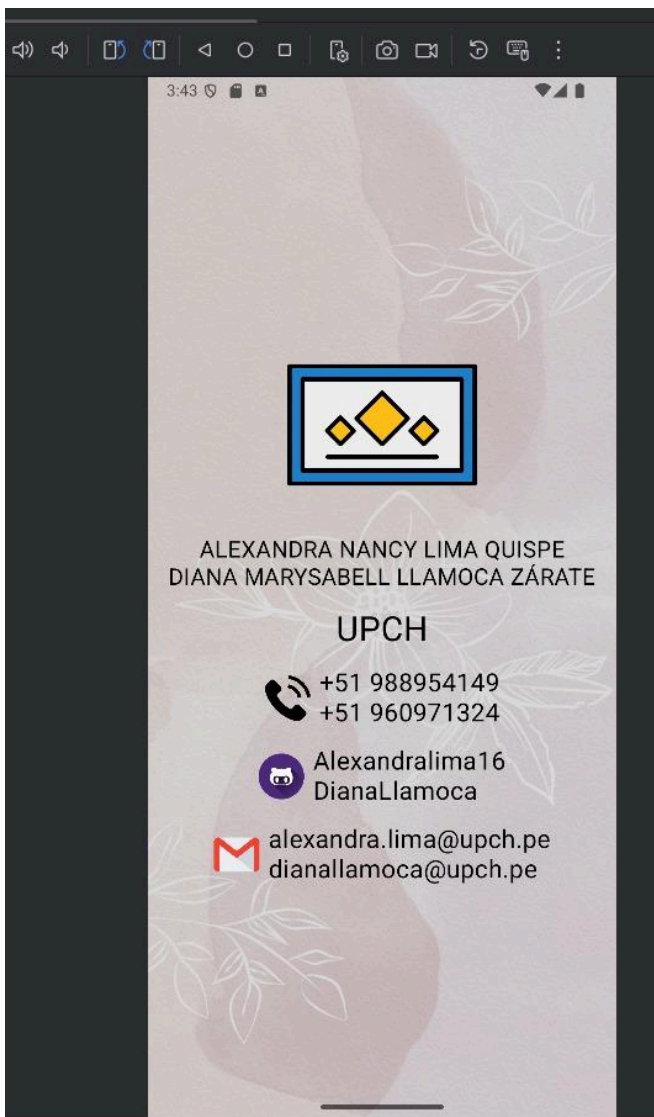 3:43
ALEXANDRA NANCY LIMA QUISPE
DIANA MARYSABELL LLAMOCA ZÁRATE
UPCH
+51 988954149
+51 960971324
Alexandralima16
DianaLlamoca
alexandra.lima@upch.pe
dianallamoca@upch.pe